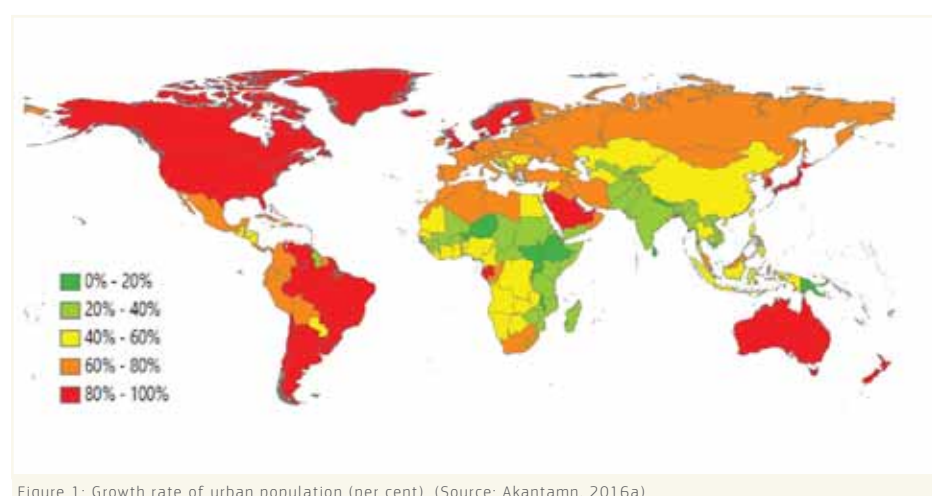 0% - 20%
20% - 40%
40% - 60%
60% - 80%
80% - 100%
Figure 1: Growth rate of urban population (per cent). (Source: Akantamn, 2016a)